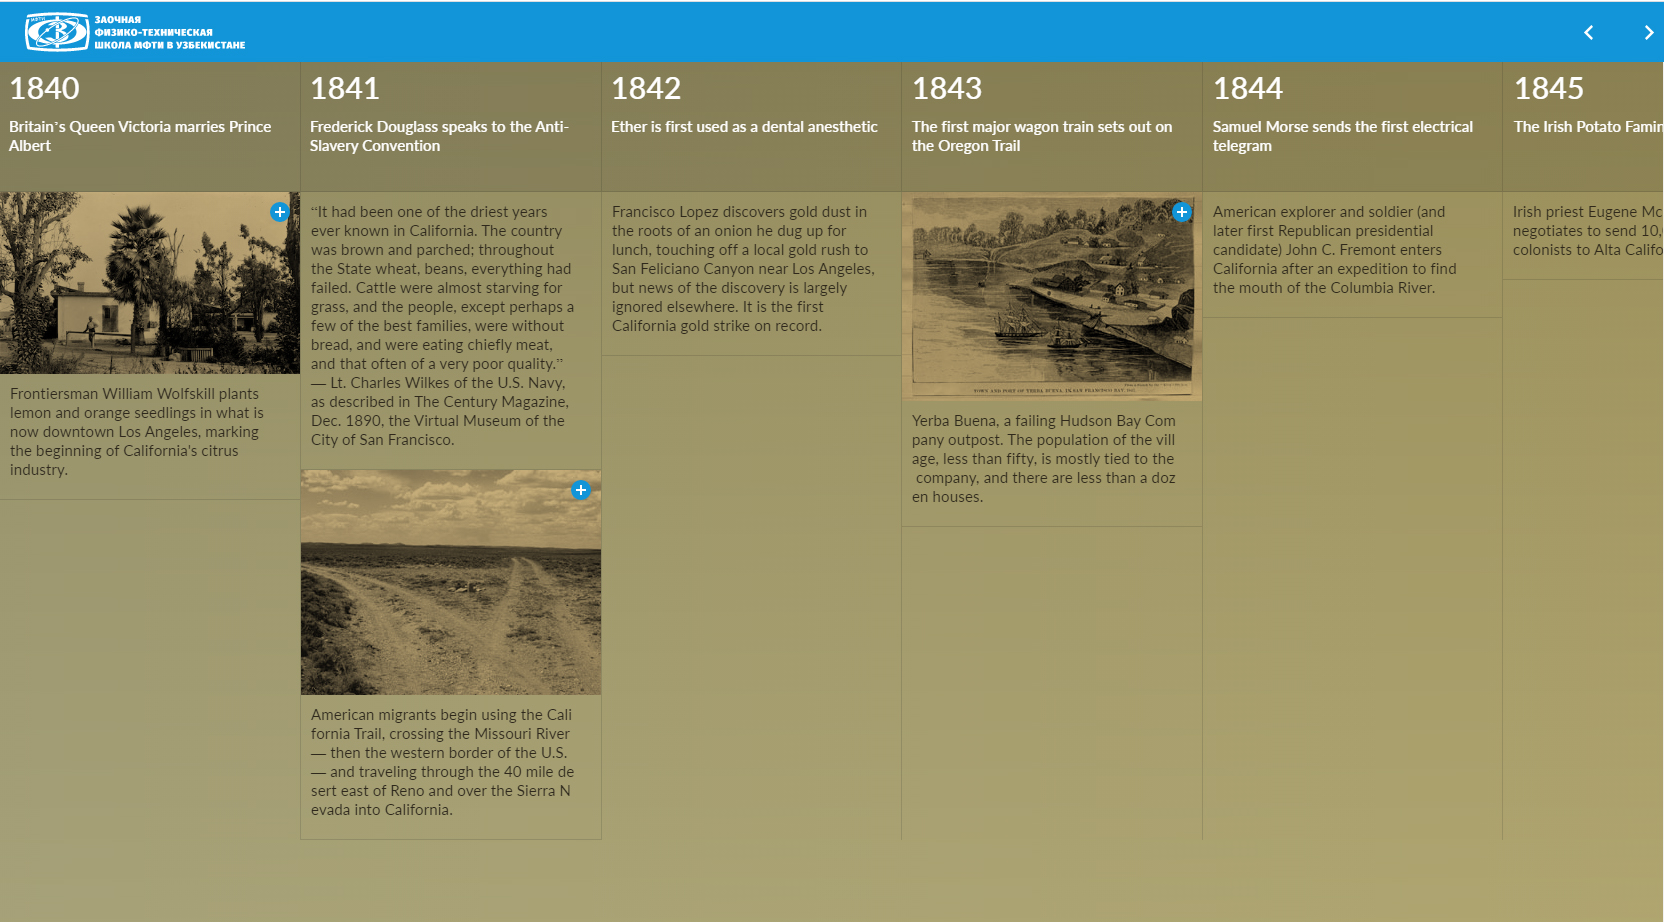 МФТИ
ЗАОЧНАЯ
ФИЗИКО-ТЕХНИЧЕСКАЯ
ШКОЛА МФТИ В УЗБЕКИСТАНЕ
1840
Britain's Queen Victoria marries Prince
Albert
Frontiersman William Wolfskill plants
lemon and orange seedlings in what is
now downtown Los Angeles, marking
the beginning of California's citrus
industry.
1841
Frederick Douglass speaks to the Anti-
Slavery Convention
“It had been one of the driest years
ever known in California. The country
was brown and parched; throughout
the State wheat, beans, everything had
failed. Cattle were almost starving for
grass, and the people, except perhaps a
few of the best families, were without
bread, and were eating chiefly meat,
and that often of a very poor quality.”
— Lt. Charles Wilkes of the U.S. Navy,
as described in The Century Magazine,
Dec. 1890, the Virtual Museum of the
City of San Francisco.
American migrants begin using the Cali
fornia Trail, crossing the Missouri River
— then the western border of the U.S.
— and traveling through the 40 mile de
sert east of Reno and over the Sierra N
evada into California.
1842
Ether is first used as a dental anesthetic
Francisco Lopez discovers gold dust in
the roots of an onion he dug up for
lunch, touching off a local gold rush to
San Feliciano Canyon near Los Angeles,
but news of the discovery is largely
ignored elsewhere. It is the first
California gold strike on record.
1843
The first major wagon train sets out on
the Oregon Trail
TOWN AND PORT OF YERBA BUENA IN SAN FRANCISCO BAY,
Yerba Buena, a failing Hudson Bay Com
pany outpost. The population of the vill
age, less than fifty, is mostly tied to the
company, and there are less than a doz
en houses.
1844
Samuel Morse sends the first electrical
telegram
American explorer and soldier (and
later first Republican presidential
candidate) John C. Fremont enters
California after an expedition to find
the mouth of the Columbia River.
1845
The Irish Potato Famin
Irish priest Eugene Mc
negotiates to send 10,
colonists to Alta Califo